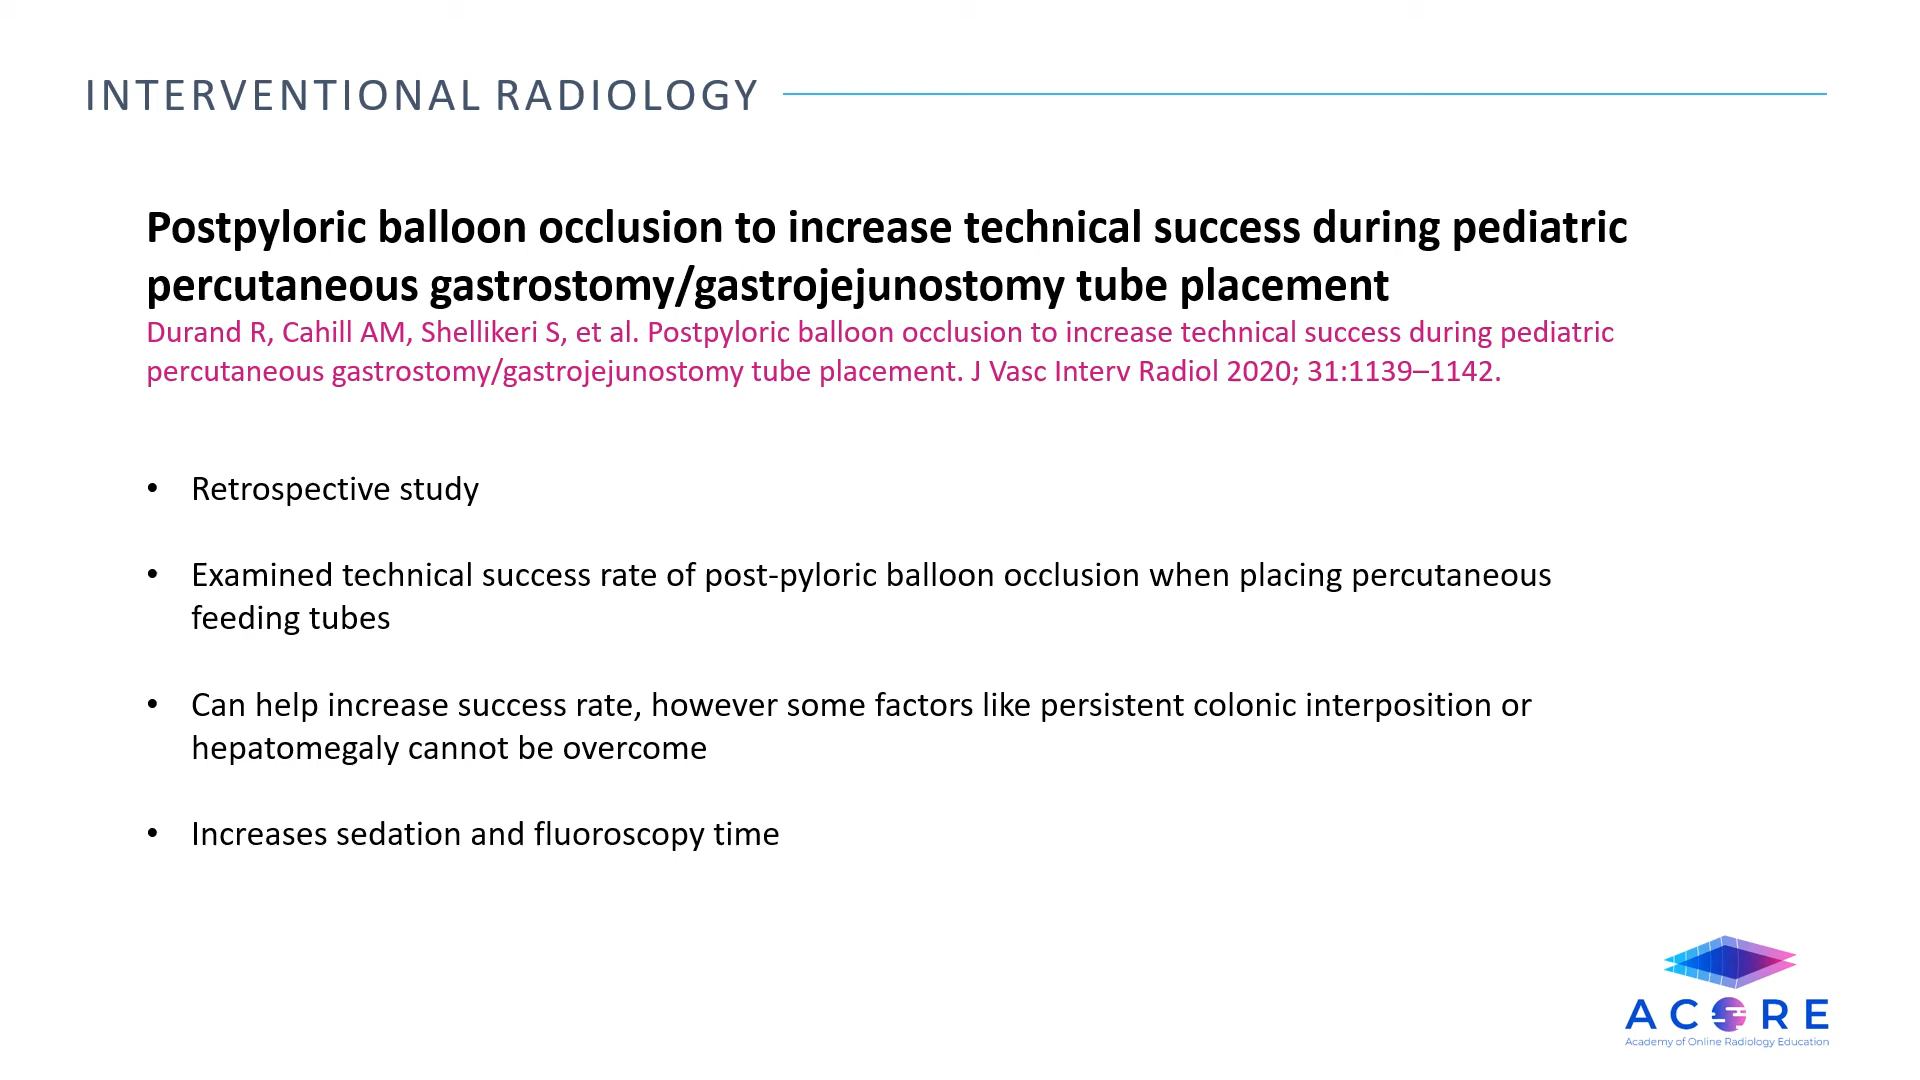 INTERVENTIONAL RADIOLOGY
Postpyloric balloon occlusion to increase technical success during pediatric
percutaneous gastrostomy/gastrojejunostomy tube placement
Durand R, Cahill AM, Shellikeri S, et al. Postpyloric balloon occlusion to increase technical success during pediatric
percutaneous gastrostomy/gastrojejunostomy tube placement. J Vasc Interv Radiol 2020; 31:1139–1142.
• Retrospective study
• Examined technical success rate of post-pyloric balloon occlusion when placing percutaneous
feeding tubes
• Can help increase success rate, however some factors like persistent colonic interposition or
hepatomegaly cannot be overcome
• Increases sedation and fluoroscopy time
ACORE
Academy of Online Radiology Education